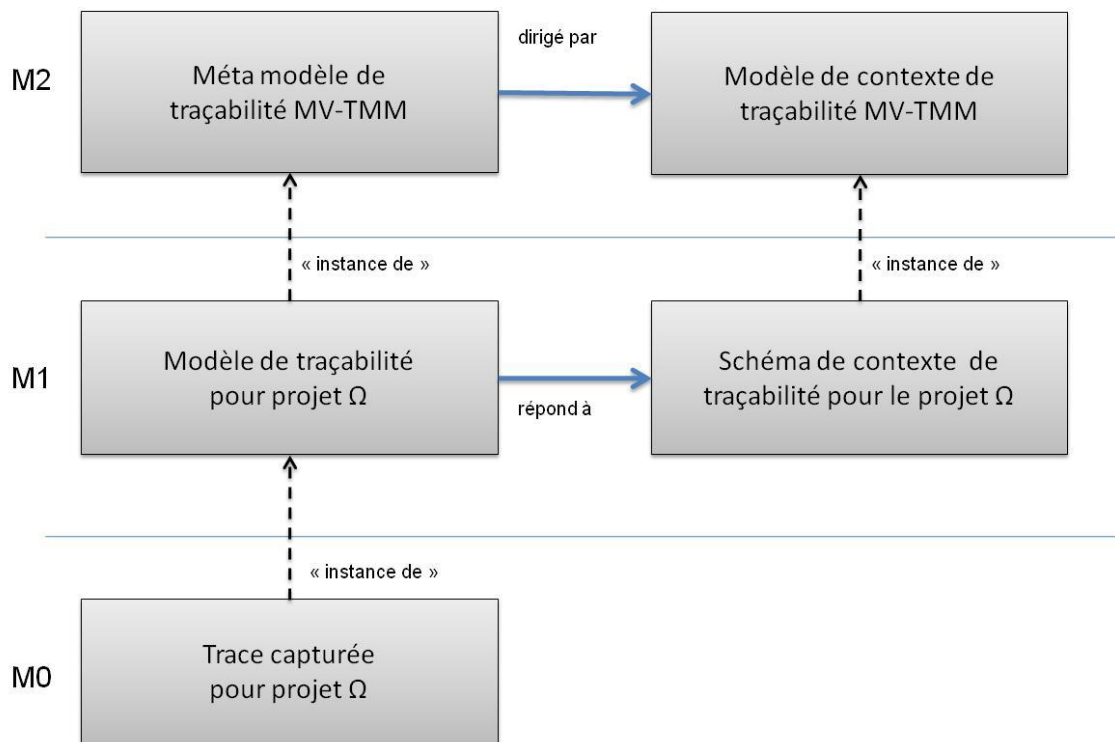 dirigé par
M2
Méta modèle de
traçabilité MV-TMM
Modèle de contexte de
traçabilité MV-TMM
« instance de »
« instance de »
M1
Modèle de traçabilité
pour projet Ω
répond à
Schéma de contexte de
traçabilité pour le projet Ω
« instance de »
M0
Trace capturée
pour projet Ω